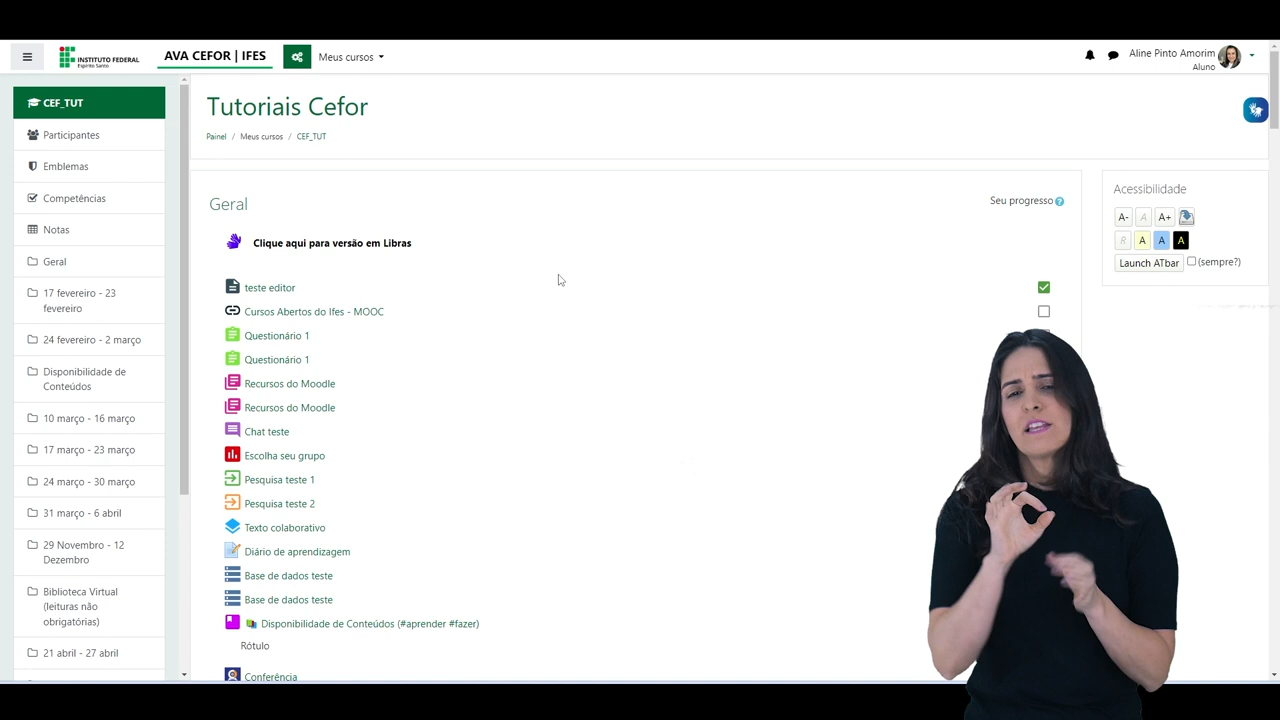 INSTITUTO FEDERAL
Espírito Santo
AVA CEFOR | IFES
Meus cursos
Aline Pinto Amorim
Aluno
CEF_TUT
Participantes
Emblemas
Competências
Notas
Geral
17 fevereiro - 23
fevereiro
24 fevereiro - 2 março
Disponibilidade de
Conteúdos
10 março - 16 março
17 março - 23 março
24 março - 30 março
31 março - 6 abril
29 Novembro - 12
Dezembro
Biblioteca Virtual
(leituras não
obrigatórias)
21 abril - 27 abril
Tutoriais Cefor
Painel / Meus cursos / CEF_TUT
Geral
Seu progresso ?
Clique aqui para versão em Libras
teste editor
Cursos Abertos do Ifes - MOOC
Questionário 1
Questionário 1
Recursos do Moodle
Recursos do Moodle
Chat teste
Escolha seu grupo
Pesquisa teste 1
Pesquisa teste 2
Texto colaborativo
Diário de aprendizagem
Base de dados teste
Base de dados teste
Disponibilidade de Conteúdos (#aprender #fazer)
Rótulo
Conferência
Acessibilidade
A- A A+
R A A A
Launch ATbar (sempre?)